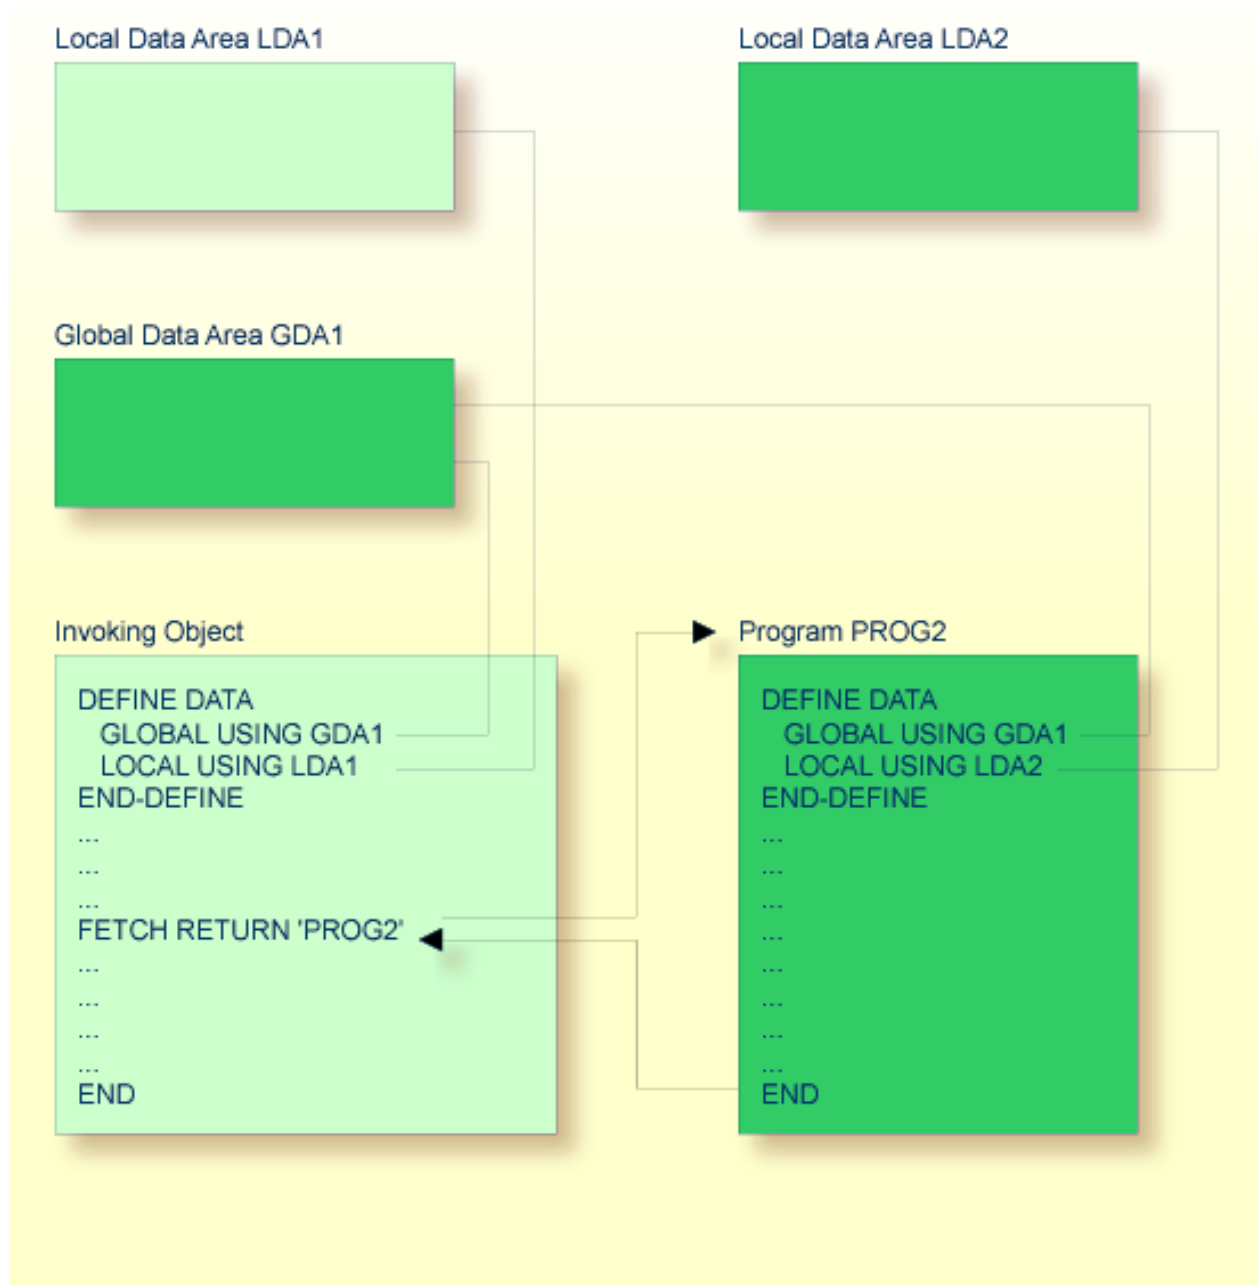 Local Data Area LDA1
Local Data Area LDA2
Global Data Area GDA1
Invoking Object
DEFINE DATA
GLOBAL USING GDA1
LOCAL USING LDA1
END-DEFINE
...
...
...
FETCH RETURN 'PROG2'
...
...
...
...
END
Program PROG2
DEFINE DATA
GLOBAL USING GDA1
LOCAL USING LDA2
END-DEFINE
...
...
...
...
...
...
...
...
END